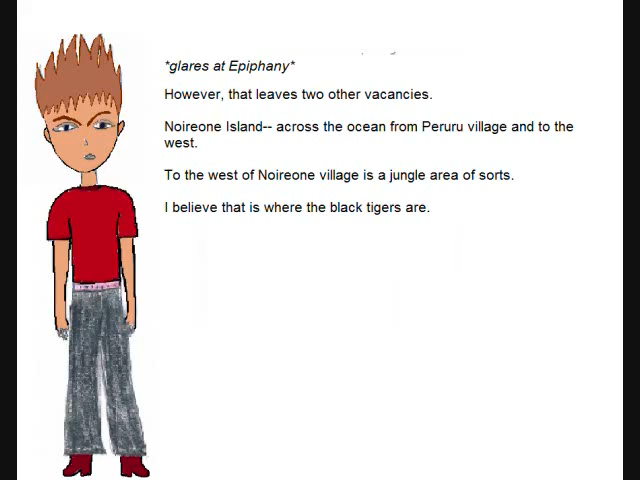 *glares at Epiphany*
However, that leaves two other vacancies.
Noireone Island-- across the ocean from Peruru village and to the
west.
To the west of Noireone village is a jungle area of sorts.
I believe that is where the black tigers are.